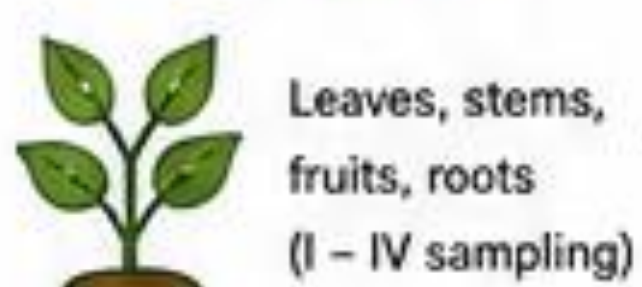 Leaves, stems,
fruits, roots
(I – IV sampling)